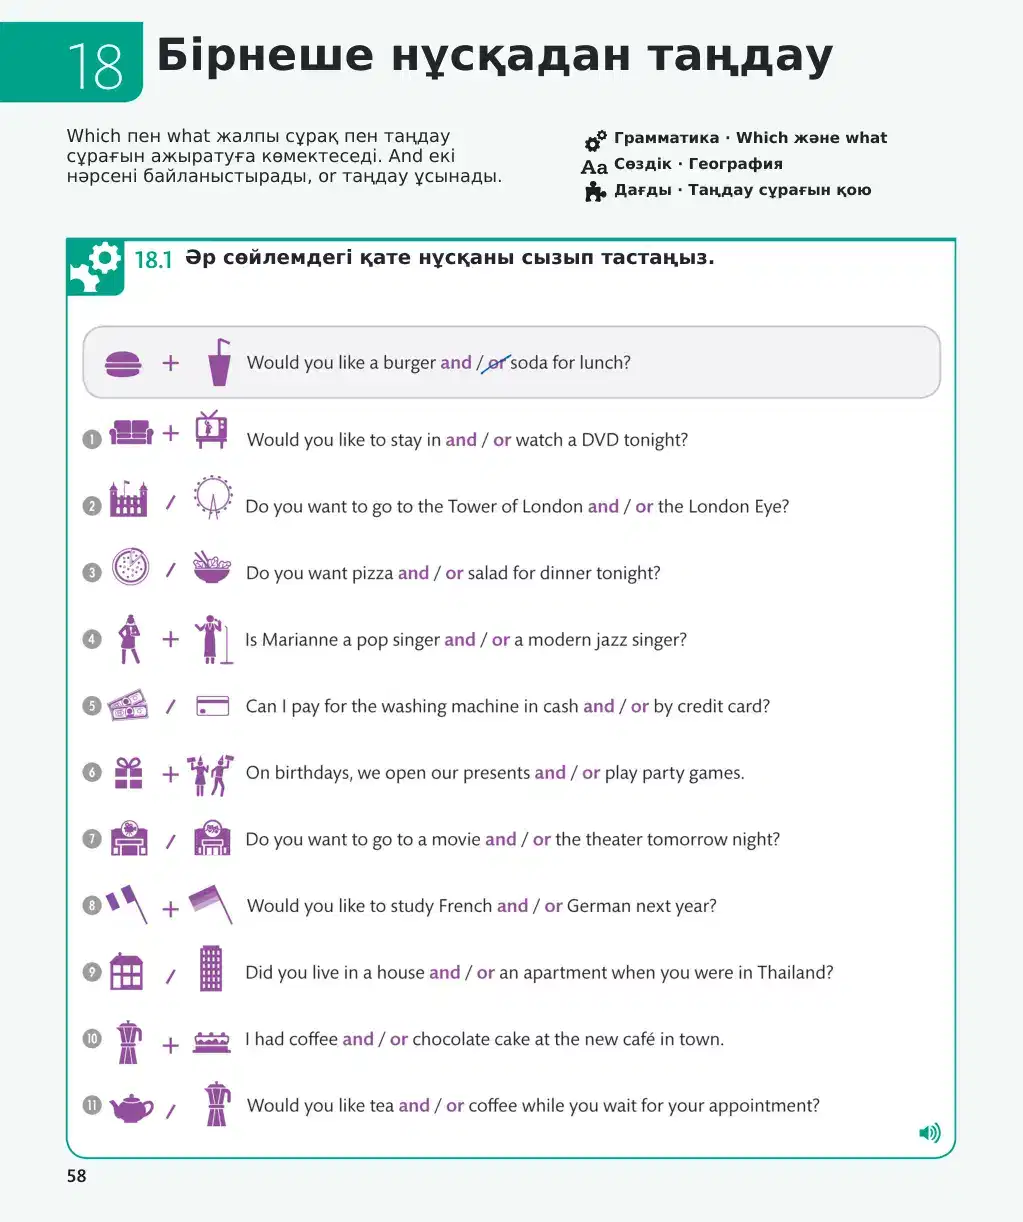 18
Бірнеше нұсқадан таңдау
Which пен what жалпы сұрақ пен таңдау
сұрағын ажыратуға көмектеседі. And екі
нәрсені байланыстырады, or таңдау ұсынады.
Грамматика · Which және what
Aa Сөздік · География
Дағды · Таңдау сұрағын қою
18.1 Әр сөйлемдегі қате нұсқаны сызып тастаңыз.
+ Would you like a burger and / or soda for lunch?
1 + Would you like to stay in and / or watch a DVD tonight?
2 / Do you want to go to the Tower of London and / or the London Eye?
3 / Do you want pizza and / or salad for dinner tonight?
4 + Is Marianne a pop singer and / or a modern jazz singer?
5 / Can I pay for the washing machine in cash and / or by credit card?
6 + On birthdays, we open our presents and / or play party games.
7 / Do you want to go to a movie and / or the theater tomorrow night?
8 + Would you like to study French and / or German next year?
9 / Did you live in a house and / or an apartment when you were in Thailand?
10 + I had coffee and / or chocolate cake at the new café in town.
11 / Would you like tea and / or coffee while you wait for your appointment?
58